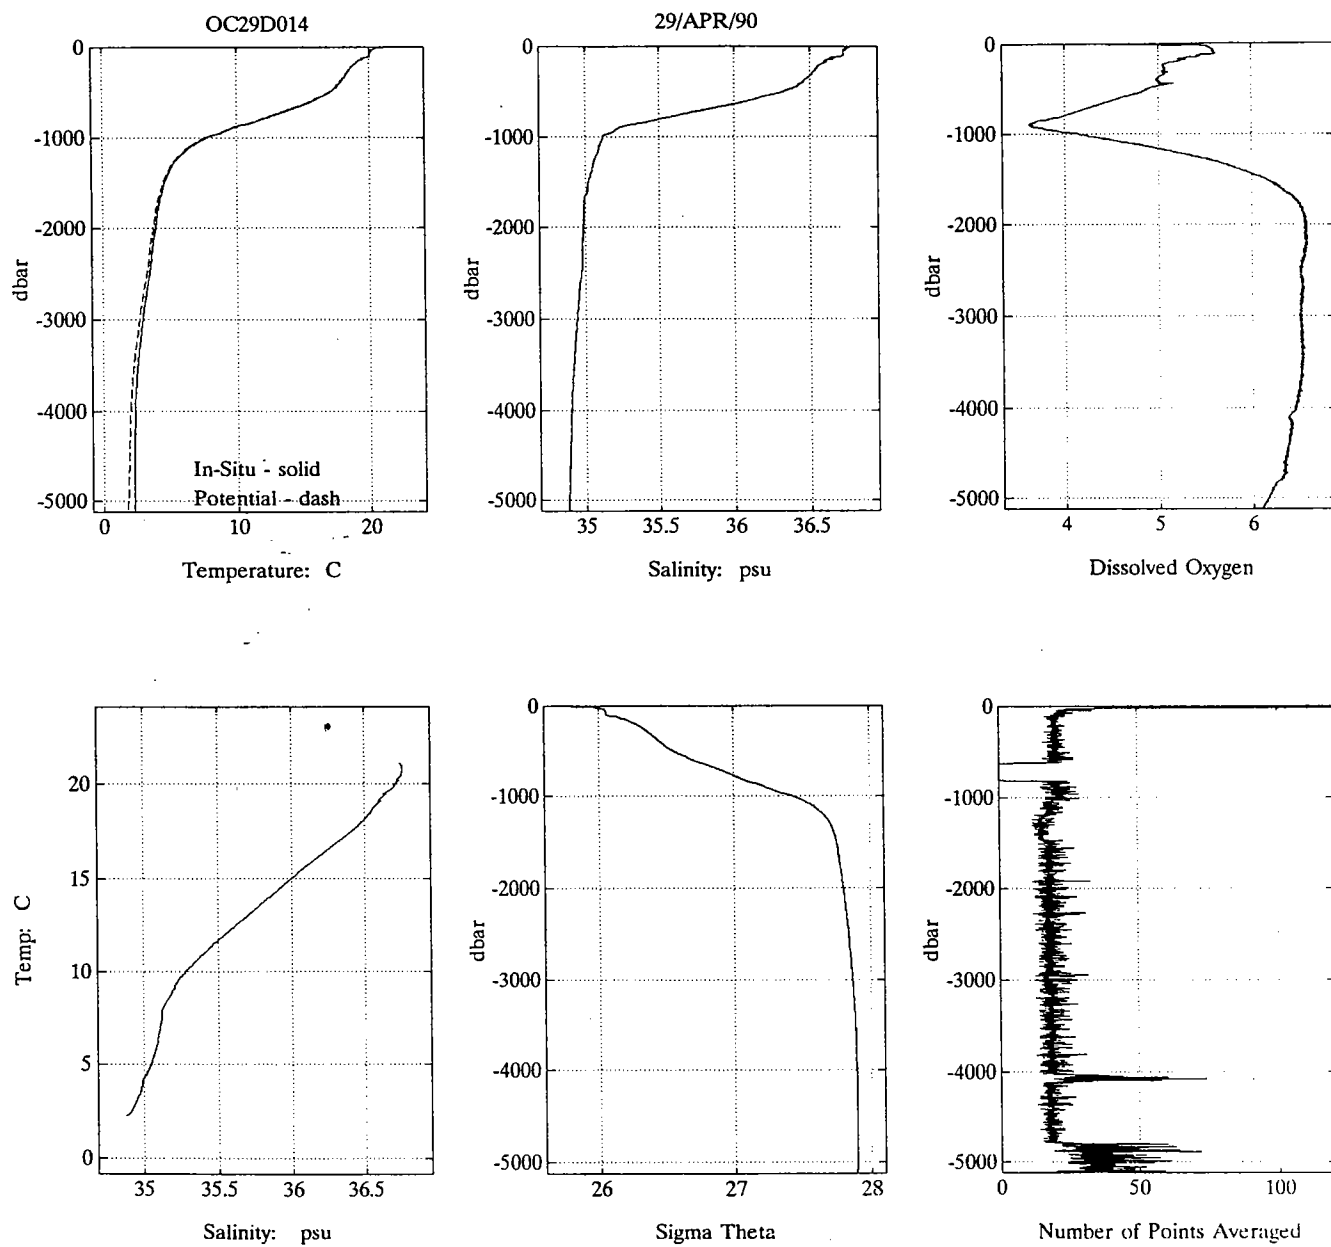 OC29D014
29/APR/90
0
-1000
-2000
-3000
-4000
-5000
dbar
In-Situ - solid
Potential - dash
0 10 20
Temperature: C
0
-1000
-2000
-3000
-4000
-5000
dbar
35 35.5 36 36.5
Salinity: psu
0
-1000
-2000
-3000
-4000
-5000
dbar
4 5 6
Dissolved Oxygen
20
15
10
5
0
Temp: C
35 35.5 36 36.5
Salinity: psu
0
-1000
-2000
-3000
-4000
-5000
dbar
26 27 28
Sigma Theta
0
-1000
-2000
-3000
-4000
-5000
dbar
0 50 100
Number of Points Averaged